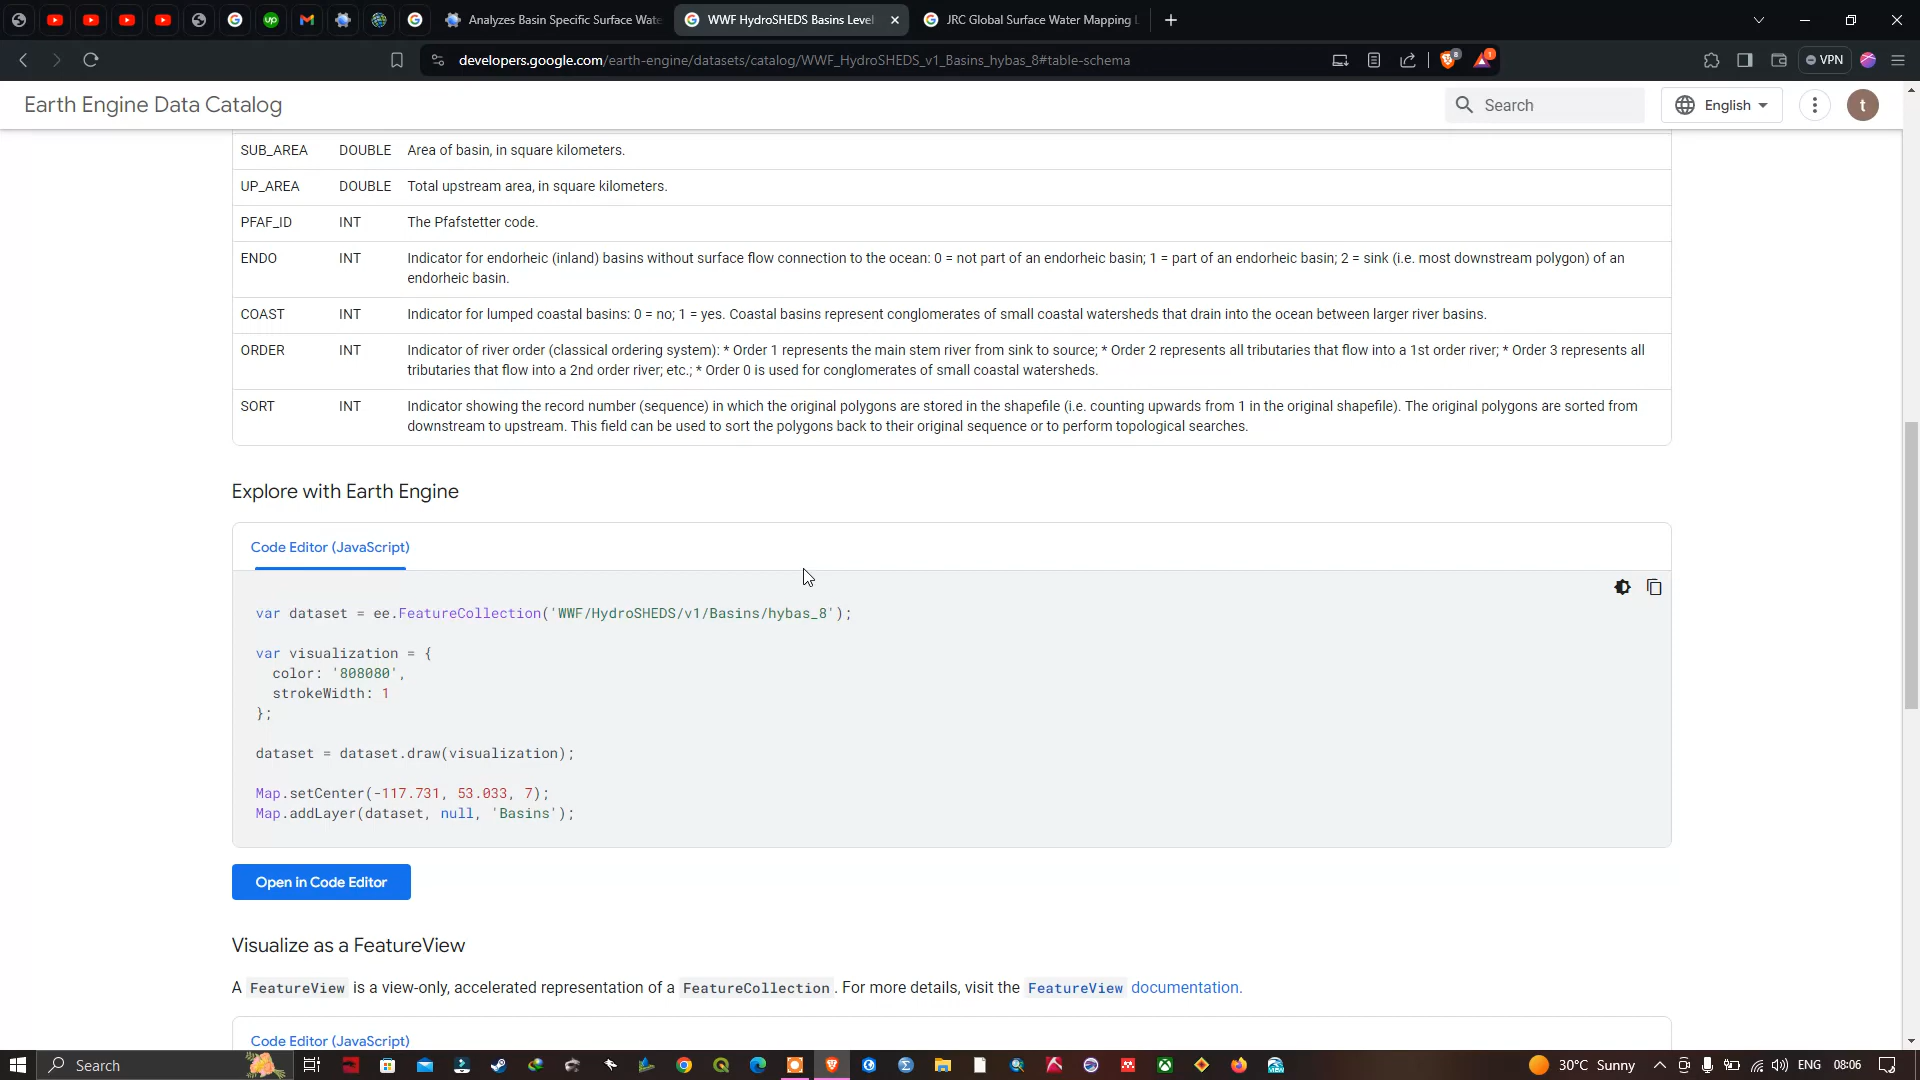 Analyzes Basin Specific Surface Wate
WWF HydroSHEDS Basins Level
JRC Global Surface Water Mapping L
developers.google.com/earth-engine/datasets/catalog/WWF_HydroSHEDS_v1_Basins_hybas_8#table-schema
8
1
VPN
Earth Engine Data Catalog
Search
English
t
SUB_AREA DOUBLE Area of basin, in square kilometers.
UP_AREA DOUBLE Total upstream area, in square kilometers.
PFAF_ID INT The Pfafstetter code.
ENDO INT Indicator for endorheic (inland) basins without surface flow connection to the ocean: 0 = not part of an endorheic basin; 1 = part of an endorheic basin; 2 = sink (i.e. most downstream polygon) of an
endorheic basin.
COAST INT Indicator for lumped coastal basins: 0 = no; 1 = yes. Coastal basins represent conglomerates of small coastal watersheds that drain into the ocean between larger river basins.
ORDER INT Indicator of river order (classical ordering system): * Order 1 represents the main stem river from sink to source; * Order 2 represents all tributaries that flow into a 1st order river; * Order 3 represents all
tributaries that flow into a 2nd order river; etc.; * Order 0 is used for conglomerates of small coastal watersheds.
SORT INT Indicator showing the record number (sequence) in which the original polygons are stored in the shapefile (i.e. counting upwards from 1 in the original shapefile). The original polygons are sorted from
downstream to upstream. This field can be used to sort the polygons back to their original sequence or to perform topological searches.
Explore with Earth Engine
Code Editor (JavaScript)
var dataset = ee.FeatureCollection('WWF/HydroSHEDS/v1/Basins/hybas_8');
var visualization = {
color: '808080',
strokeWidth: 1
};
dataset = dataset.draw(visualization);
Map.setCenter(-117.731, 53.033, 7);
Map.addLayer(dataset, null, 'Basins');
Open in Code Editor
Visualize as a FeatureView
A FeatureView is a view-only, accelerated representation of a FeatureCollection. For more details, visit the FeatureView documentation.
Code Editor (JavaScript)
Search
30°C Sunny
ENG
08:06